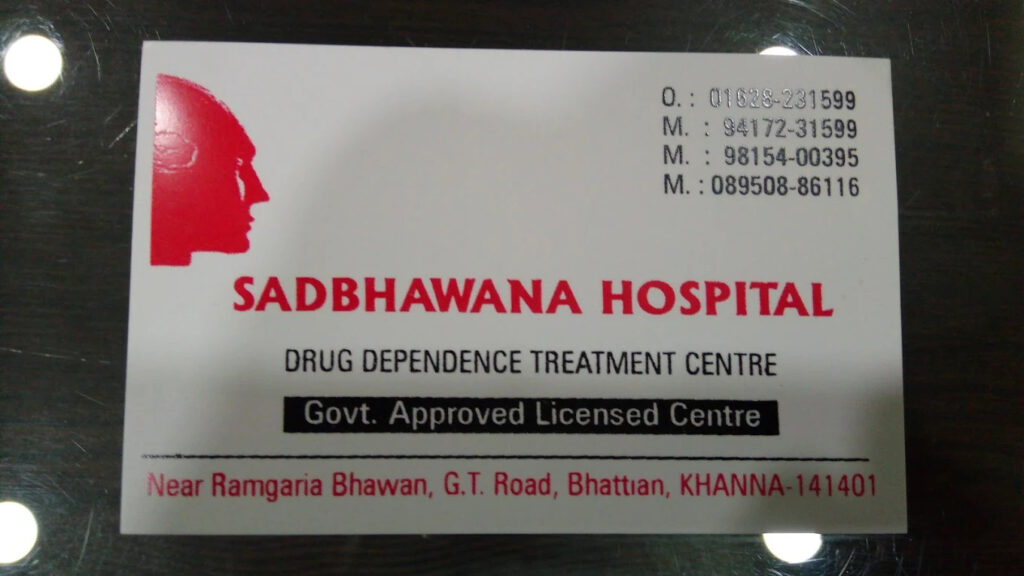 O. : 01628-231599
M. : 94172-31599
M. : 98154-00395
M. : 089508-86116
SADBHAWANA HOSPITAL
DRUG DEPENDENCE TREATMENT CENTRE
Govt. Approved Licensed Centre
Near Ramgaria Bhawan, G.T. Road, Bhattian, KHANNA-141401